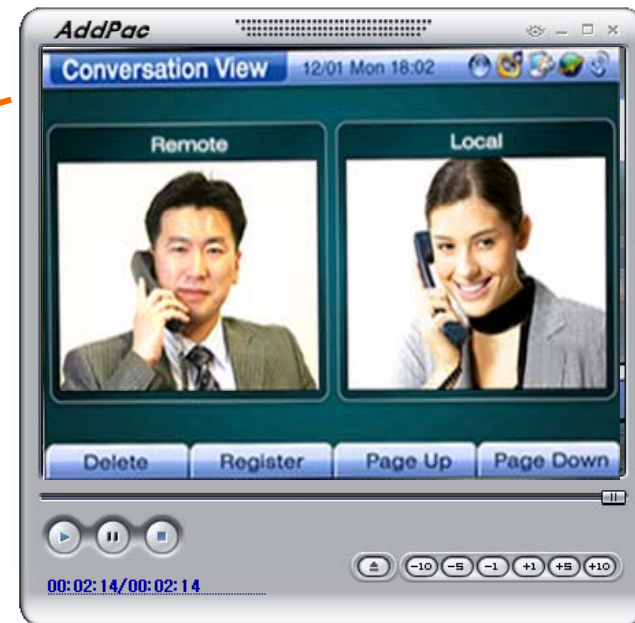 AddPac
Conversation View 12/01 Mon 18:02
Remote Local
Delete Register Page Up Page Down
-10 -5 -1 +1 +5 +10
00:02:14/00:02:14